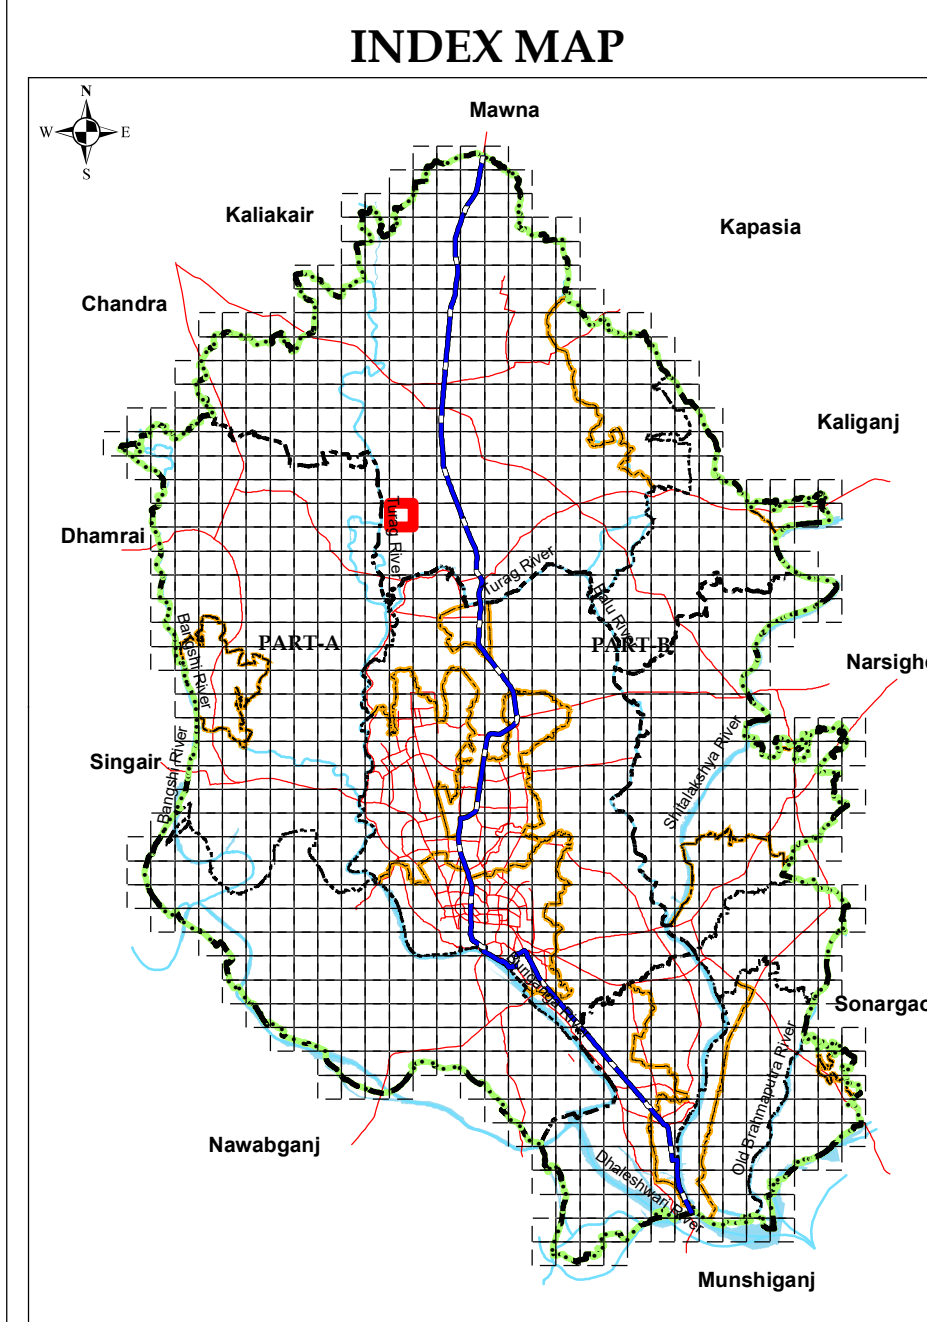 INDEX MAP
N
W E
S
Mawna
Kaliakair
Kapasia
Chandra
Kaliganj
Turag River
Dhamrai
Turag River
Balu River
Bangshi River
PART-A
PART-B
Narsighd
Singair
Bangshi River
Shitalakshya River
Buriganga River
Sonargao
Old Brahmaputra River
Nawabganj
Dhaleshwari River
Munshiganj